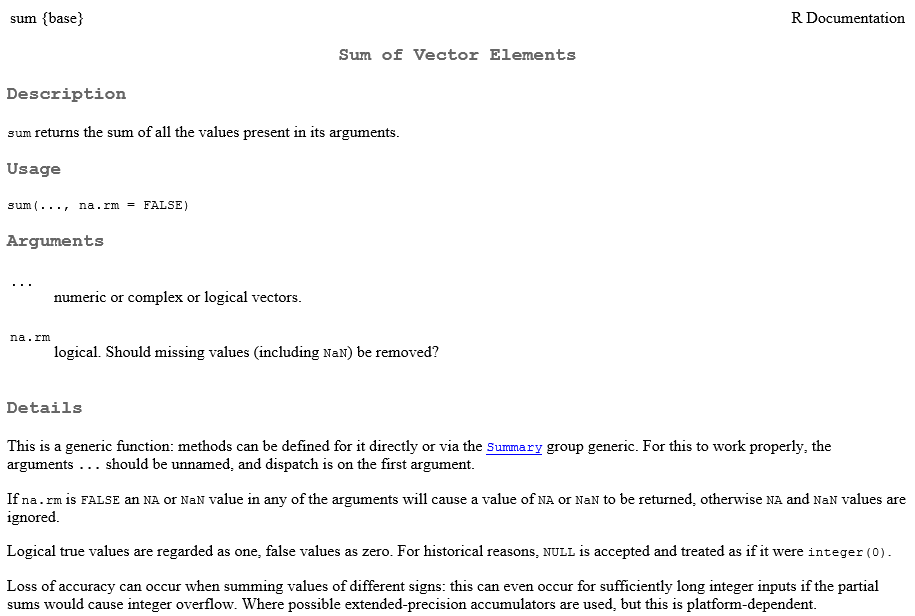 sum {base}
R Documentation
Sum of Vector Elements
Description
sum returns the sum of all the values present in its arguments.
Usage
sum(..., na.rm = FALSE)
Arguments
...
numeric or complex or logical vectors.
na.rm
logical. Should missing values (including NaN) be removed?
Details
This is a generic function: methods can be defined for it directly or via the Summary group generic. For this to work properly, the
arguments ... should be unnamed, and dispatch is on the first argument.
If na.rm is FALSE an NA or NaN value in any of the arguments will cause a value of NA or NaN to be returned, otherwise NA and NaN values are
ignored.
Logical true values are regarded as one, false values as zero. For historical reasons, NULL is accepted and treated as if it were integer(0).
Loss of accuracy can occur when summing values of different signs: this can even occur for sufficiently long integer inputs if the partial
sums would cause integer overflow. Where possible extended-precision accumulators are used, but this is platform-dependent.